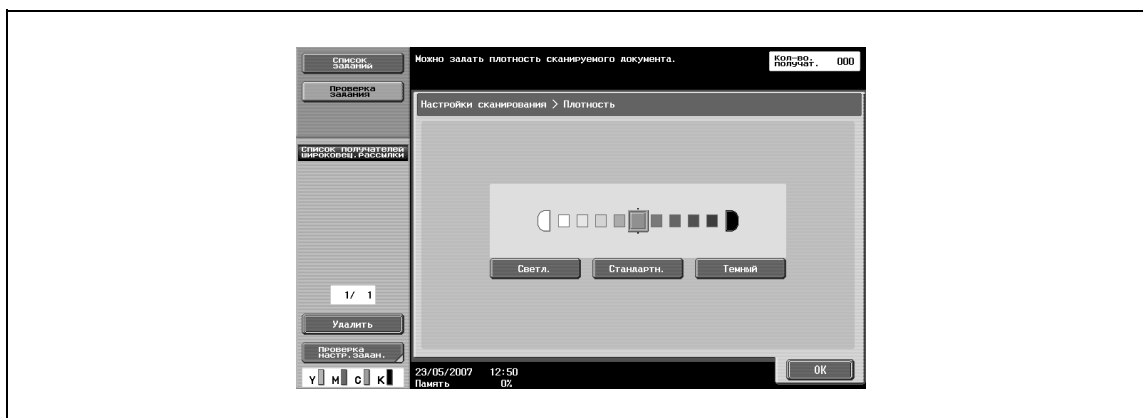 Список
заданий
Можно задать плотность сканируемого документа.
Кол-во.
получат. 000
Проверка
задания
Настройки сканирования > Плотность
Список получателей
широковещ.рассылки
Светл. Стандартн. Темный
1/ 1
Удалить
Проверка
настр.задан.
Y M C K
23/05/2007 12:50
Память 0%
OK